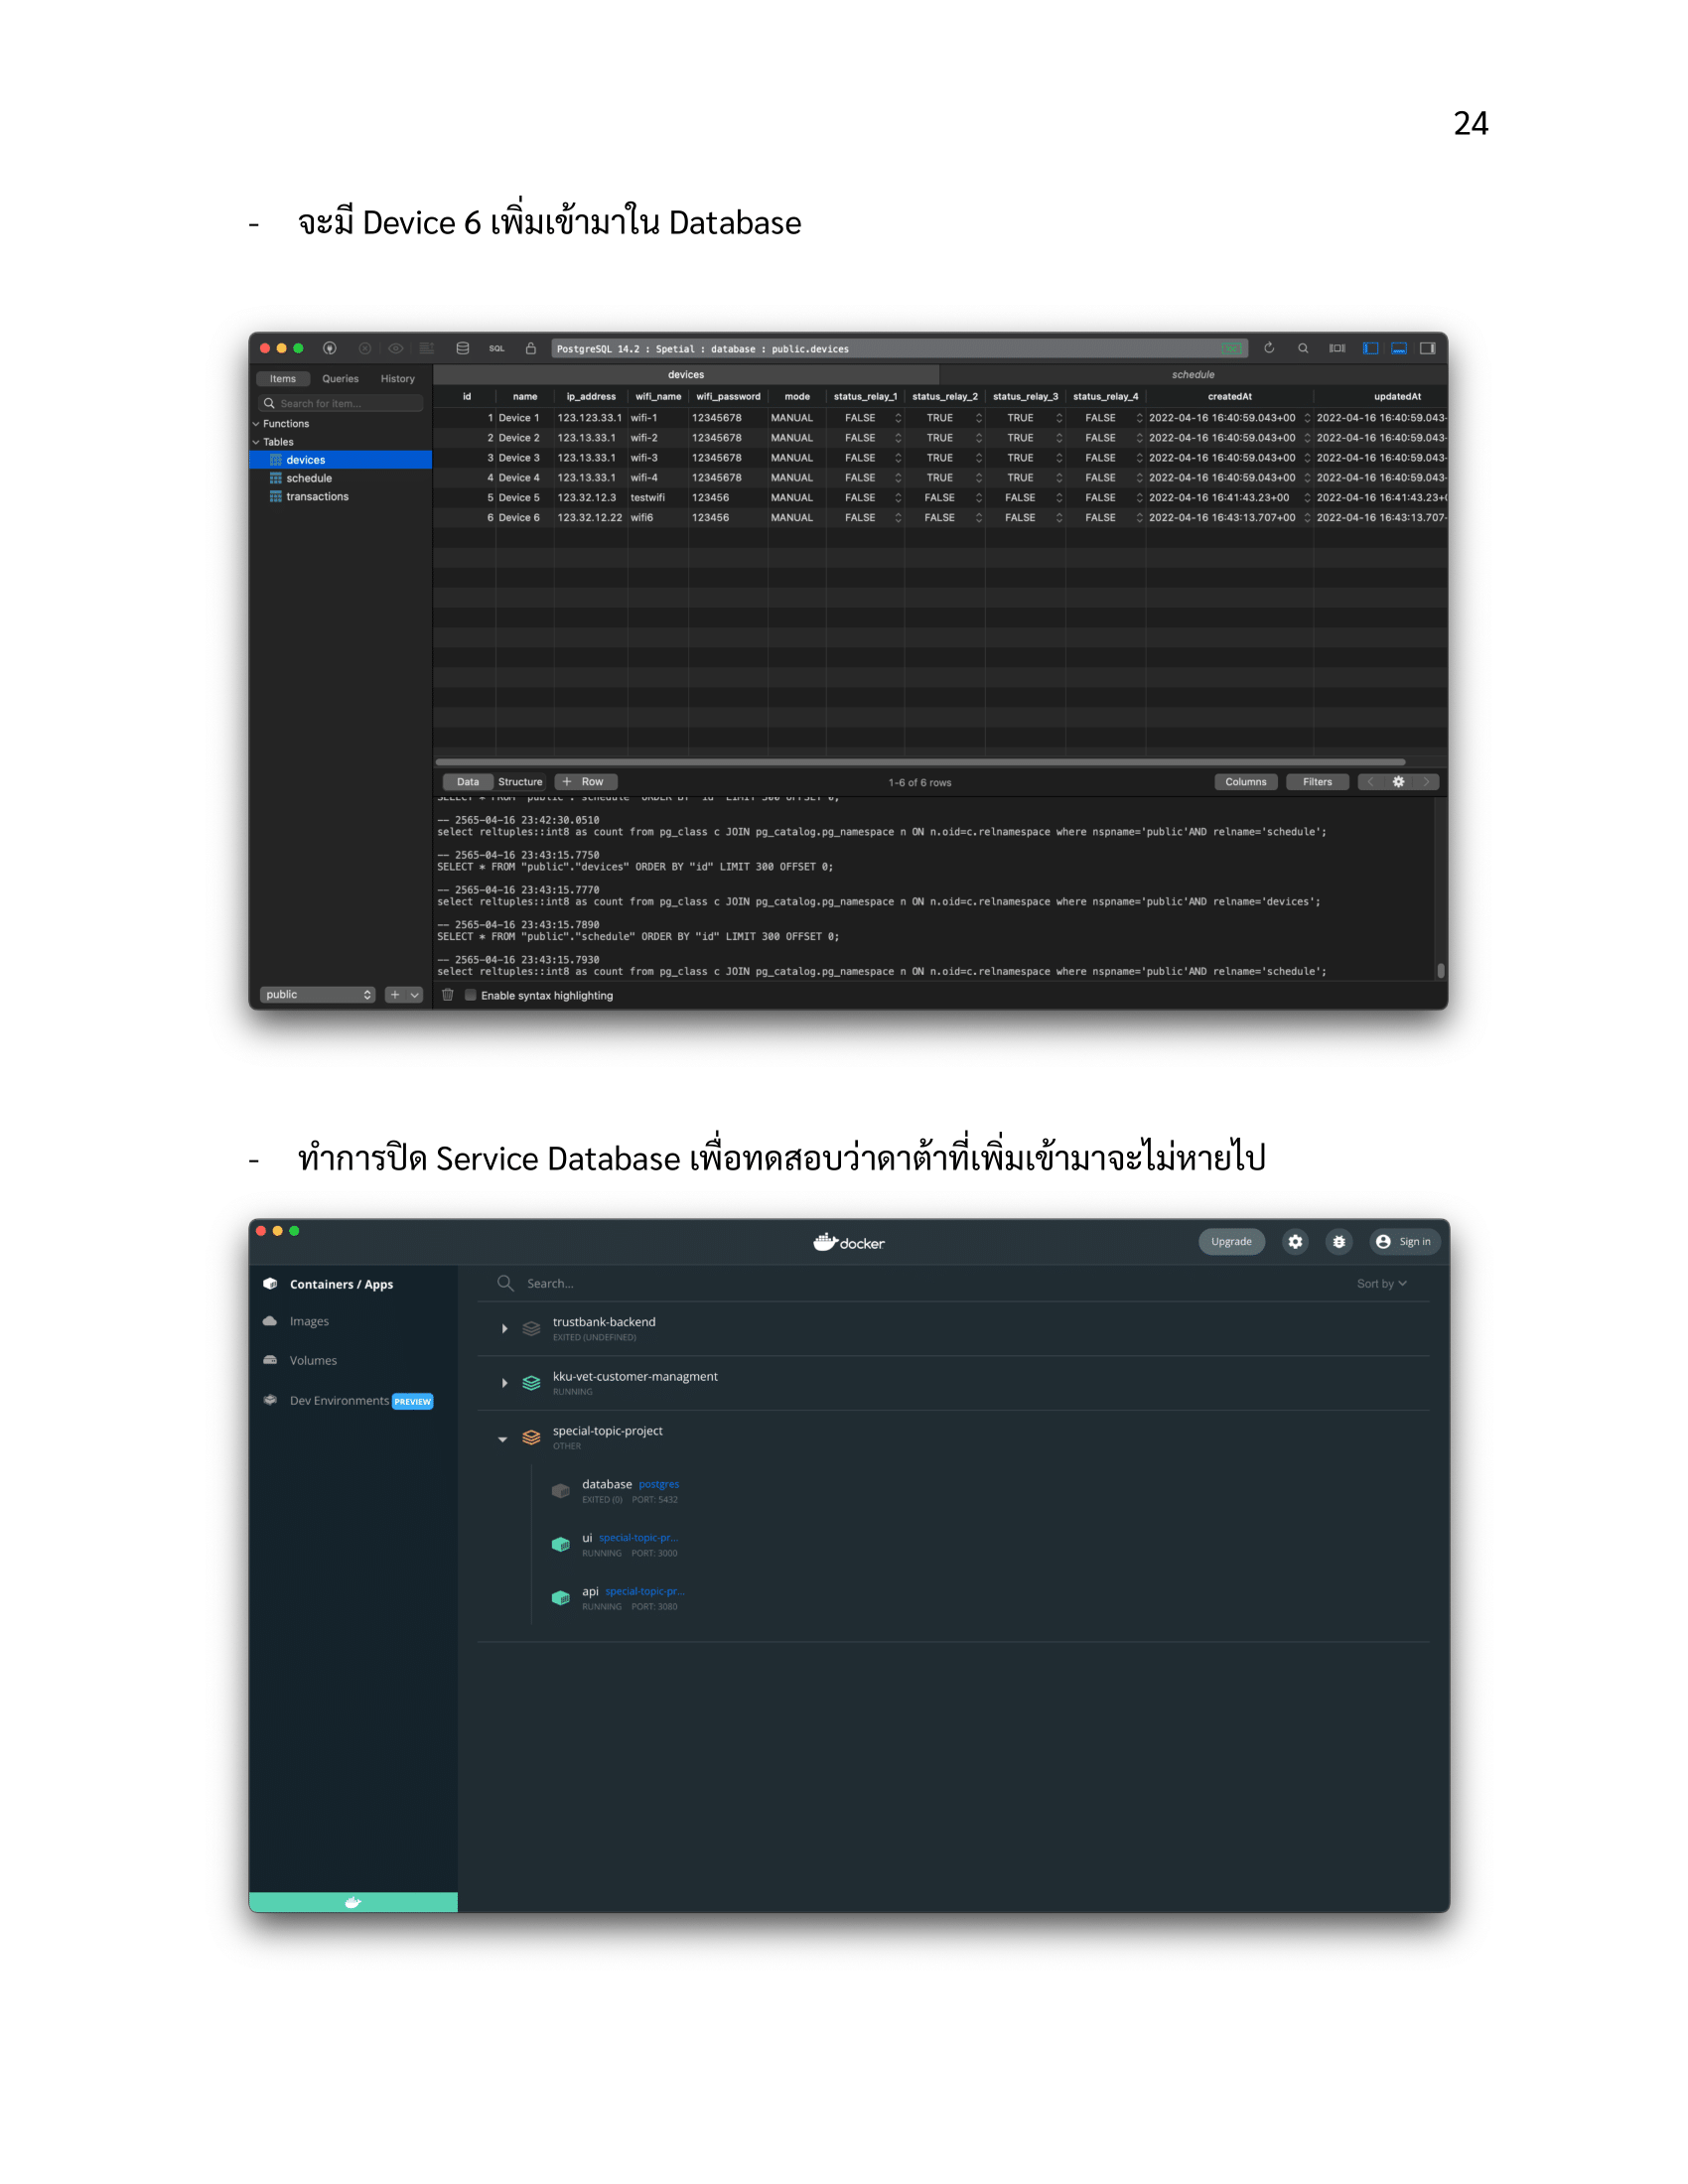 24
- จะมี Device 6 เพิ่มเข้ามาใน Database
SQL PostgreSQL 14.2 : Spetial : database : public.devices
Items Queries History devices schedule
Search for item...
id name ip_address wifi_name wifi_password mode status_relay_1 status_relay_2 status_relay_3 status_relay_4 createdAt updatedAt
Functions
Tables
devices
schedule
transactions
1 Device 1 123.123.33.1 wifi-1 12345678 MANUAL FALSE TRUE TRUE FALSE 2022-04-16 16:40:59.043+00 2022-04-16 16:40:59.043-
2 Device 2 123.13.33.1 wifi-2 12345678 MANUAL FALSE TRUE TRUE FALSE 2022-04-16 16:40:59.043+00 2022-04-16 16:40:59.043-
3 Device 3 123.13.33.1 wifi-3 12345678 MANUAL FALSE TRUE TRUE FALSE 2022-04-16 16:40:59.043+00 2022-04-16 16:40:59.043-
4 Device 4 123.13.33.1 wifi-4 12345678 MANUAL FALSE TRUE TRUE FALSE 2022-04-16 16:40:59.043+00 2022-04-16 16:40:59.043-
5 Device 5 123.32.12.3 testwifi 123456 MANUAL FALSE FALSE FALSE FALSE 2022-04-16 16:41:43.23+00 2022-04-16 16:41:43.23+
6 Device 6 123.32.12.22 wifi6 123456 MANUAL FALSE FALSE FALSE FALSE 2022-04-16 16:43:13.707+00 2022-04-16 16:43:13.707-
Data Structure + Row 1-6 of 6 rows Columns Filters
SELECT * FROM "public"."schedule" ORDER BY "id" LIMIT 300 OFFSET 0;
-- 2565-04-16 23:42:30.0510
select reltuples::int8 as count from pg_class c JOIN pg_catalog.pg_namespace n ON n.oid=c.relnamespace where nspname='public'AND relname='schedule';
-- 2565-04-16 23:43:15.7750
SELECT * FROM "public"."devices" ORDER BY "id" LIMIT 300 OFFSET 0;
-- 2565-04-16 23:43:15.7770
select reltuples::int8 as count from pg_class c JOIN pg_catalog.pg_namespace n ON n.oid=c.relnamespace where nspname='public'AND relname='devices';
-- 2565-04-16 23:43:15.7890
SELECT * FROM "public"."schedule" ORDER BY "id" LIMIT 300 OFFSET 0;
-- 2565-04-16 23:43:15.7930
select reltuples::int8 as count from pg_class c JOIN pg_catalog.pg_namespace n ON n.oid=c.relnamespace where nspname='public'AND relname='schedule';
public + Enable syntax highlighting
- ทำการปิด Service Database เพื่อทดสอบว่าดาต้าที่เพิ่มเข้ามาจะไม่หายไป
docker Upgrade Sign in
Containers / Apps
Images
Volumes
Dev Environments PREVIEW
Search... Sort by
trustbank-backend
EXITED (UNDEFINED)
kku-vet-customer-managment
RUNNING
special-topic-project
OTHER
database postgres
EXITED (0) PORT: 5432
ui special-topic-pr...
RUNNING PORT: 3000
api special-topic-pr...
RUNNING PORT: 3080